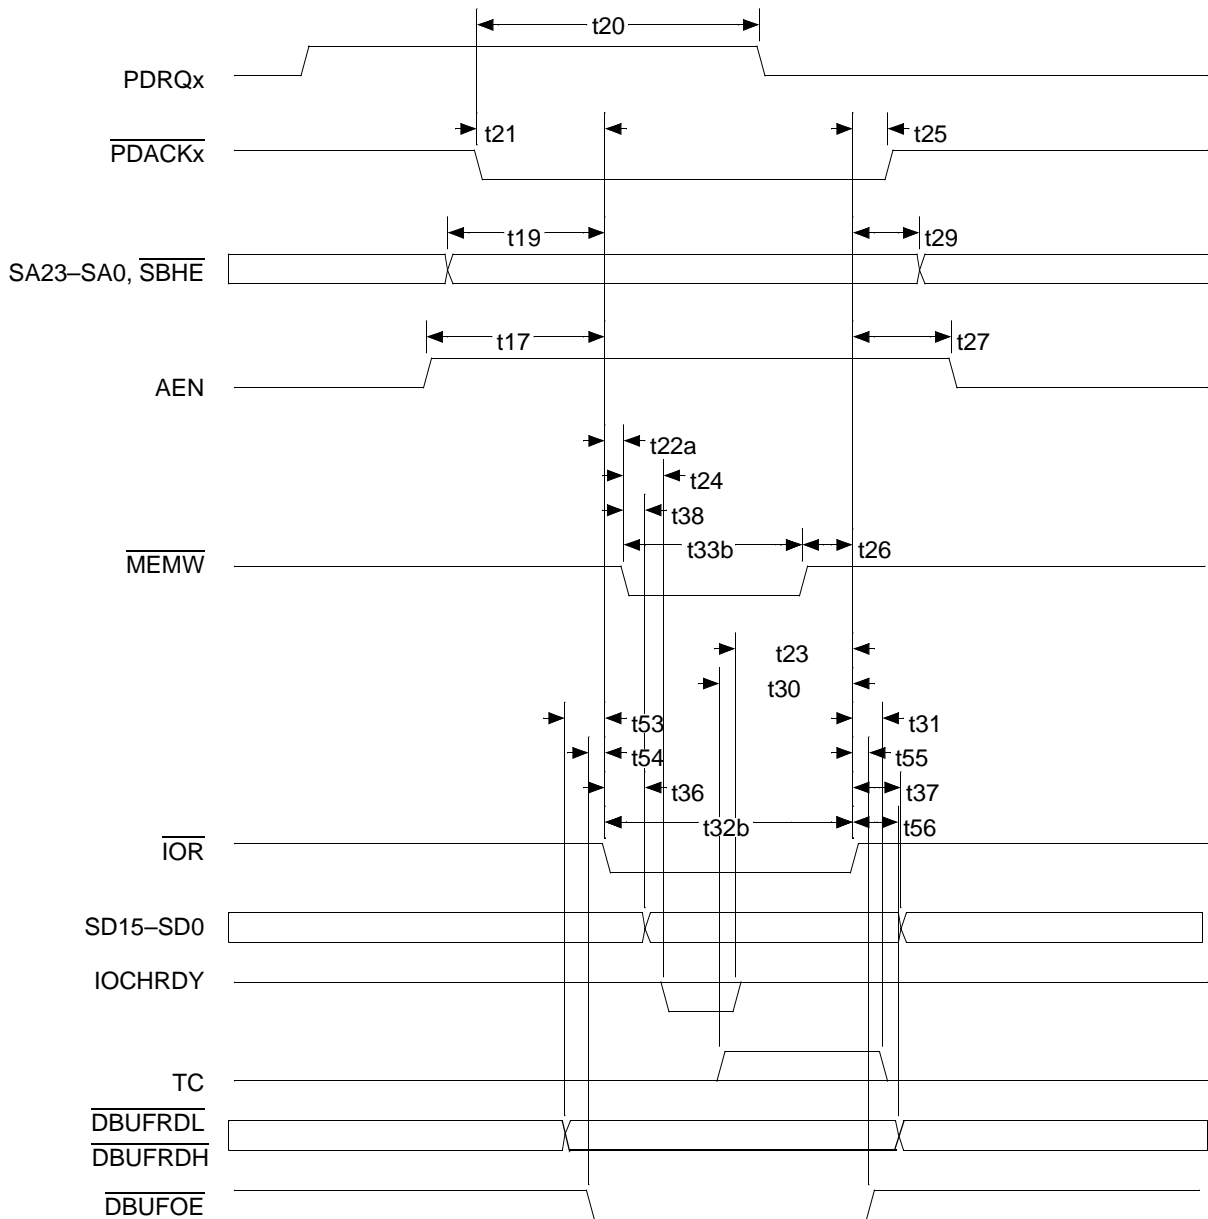 t20
PDRQx
t21
t25
PDACKx
t19
t29
SA23–SA0, SBHE
t17
t27
AEN
t22a
t24
t38
t33b
t26
MEMW
t23
t30
t53
t31
t54
t55
t36
t37
t32b
t56
IOR
SD15–SD0
IOCHRDY
TC
DBUFRDL
DBUFRDH
DBUFOE